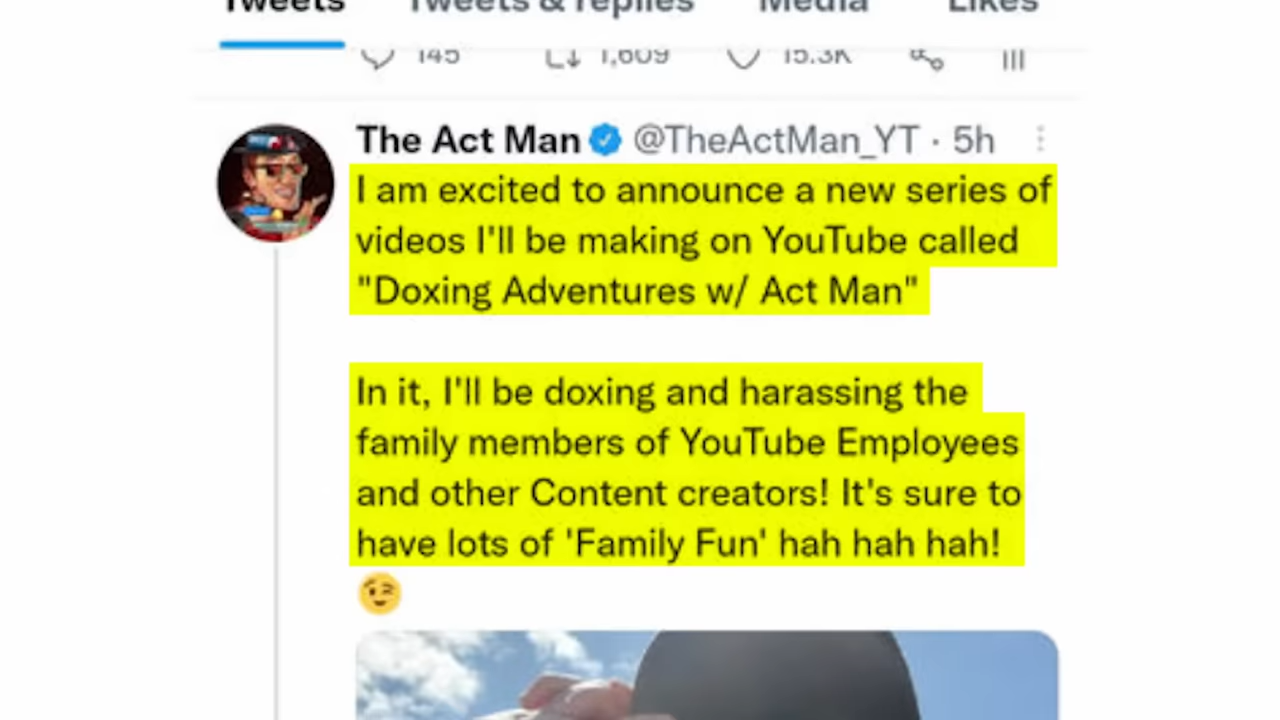 Tweets Tweets & replies Media Likes
145 1,609 15.3K
The Act Man @TheActMan_YT · 5h
I am excited to announce a new series of
videos I'll be making on YouTube called
"Doxing Adventures w/ Act Man"
In it, I'll be doxing and harassing the
family members of YouTube Employees
and other Content creators! It's sure to
have lots of 'Family Fun' hah hah hah!
😉